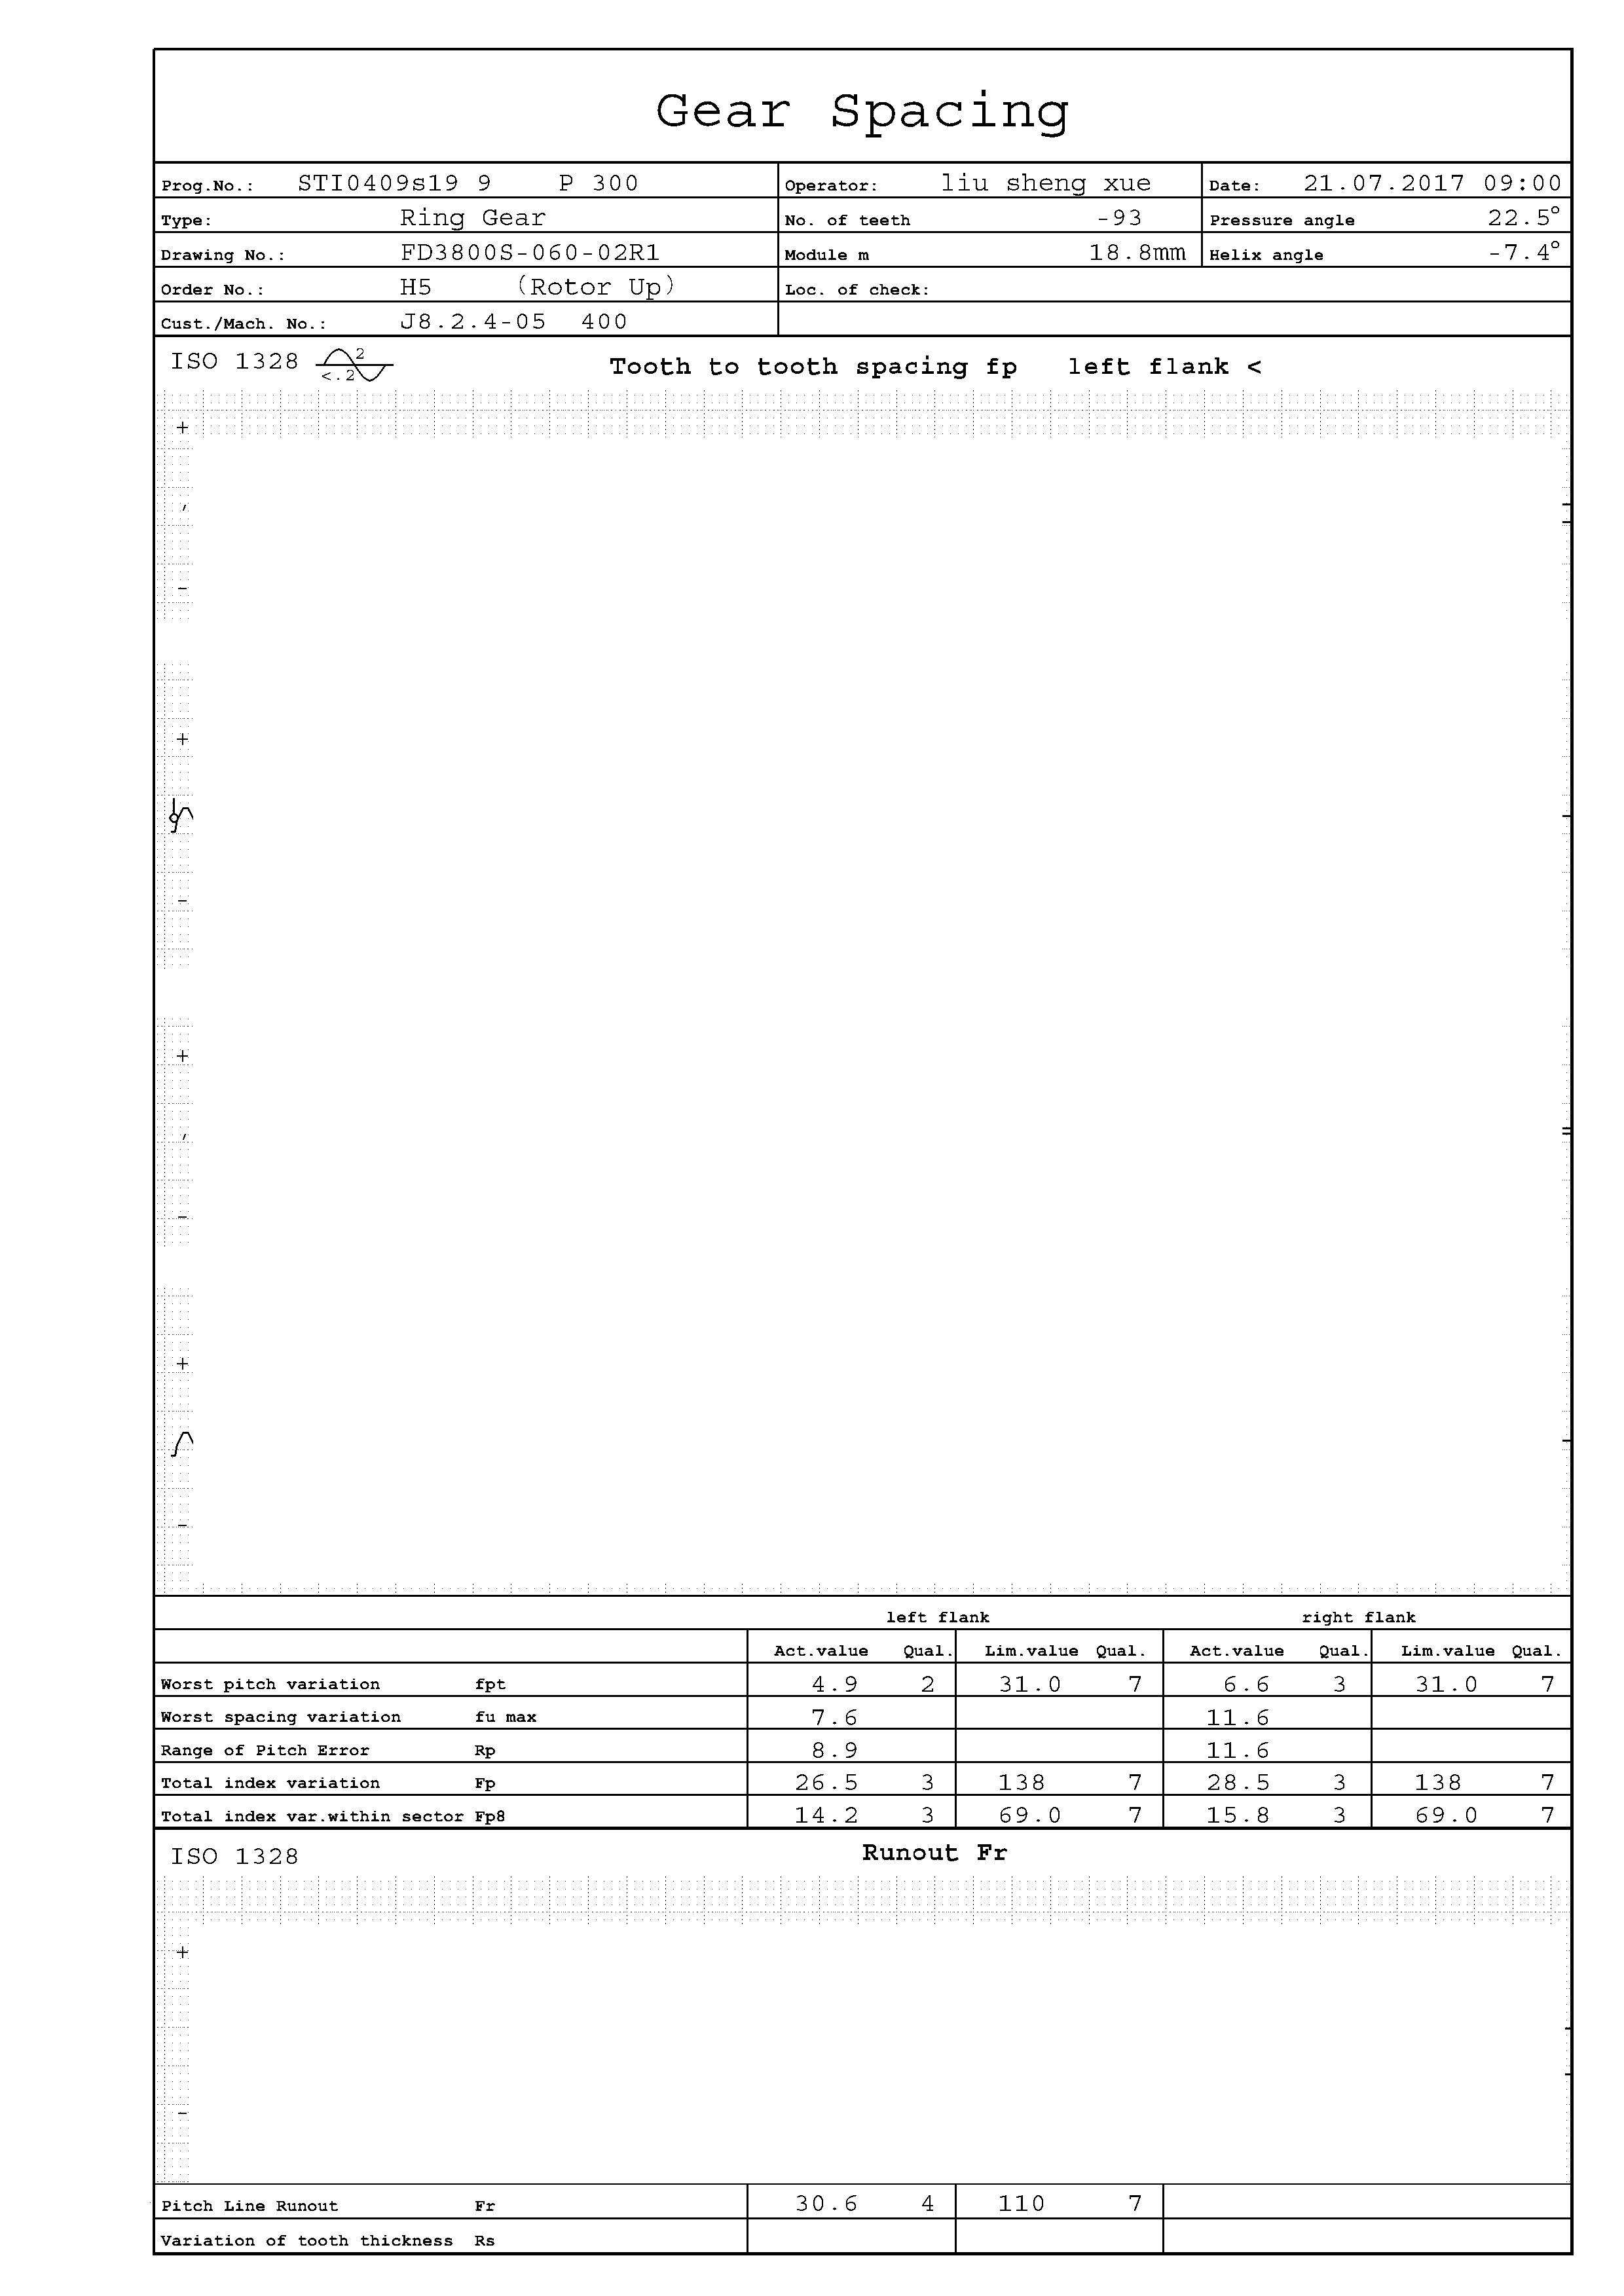 Gear Spacing
Prog.No.: STI0409s19 9 P 300 Operator: liu sheng xue Date: 21.07.2017 09:00
Type: Ring Gear No. of teeth -93 Pressure angle 22.5°
Drawing No.: FD3800S-060-02R1 Module m 18.8mm Helix angle -7.4°
Order No.: H5 (Rotor Up) Loc. of check:
Cust./Mach. No.: J8.2.4-05 400
ISO 1328 2 <.2 Tooth to tooth spacing fp left flank <
+
-
+
-
+
-
+
-
left flank right flank
Act.value Qual. Lim.value Qual. Act.value Qual. Lim.value Qual.
Worst pitch variation fpt 4.9 2 31.0 7 6.6 3 31.0 7
Worst spacing variation fu max 7.6 11.6
Range of Pitch Error Rp 8.9 11.6
Total index variation Fp 26.5 3 138 7 28.5 3 138 7
Total index var.within sector Fp8 14.2 3 69.0 7 15.8 3 69.0 7
ISO 1328 Runout Fr
+
-
Pitch Line Runout Fr 30.6 4 110 7
Variation of tooth thickness Rs